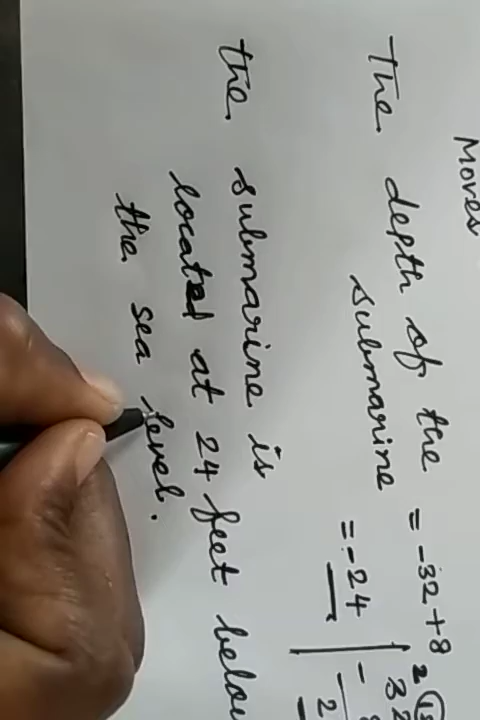 Moves
The depth of the = -32+8
submarine
= -24
the submarine is
located at 24 feet below
the sea level.